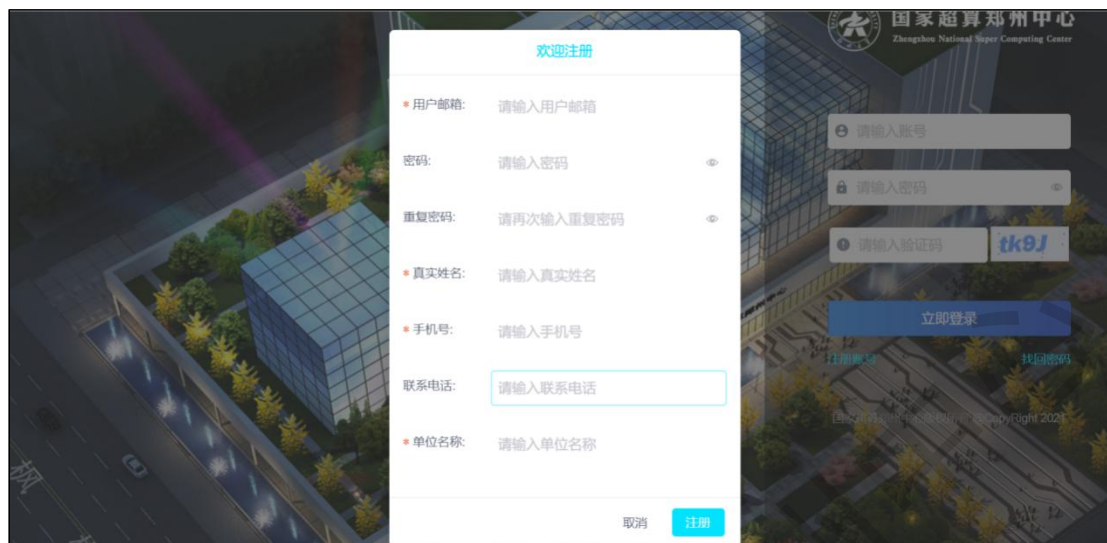 欢迎注册
* 用户邮箱:
请输入用户邮箱
密码:
请输入密码
重复密码:
请再次输入重复密码
* 真实姓名:
请输入真实姓名
* 手机号:
请输入手机号
联系电话:
请输入联系电话
* 单位名称:
请输入单位名称
取消
注册
国家超算郑州中心
Zhengzhou National Super Computing Center
请输入账号
请输入密码
请输入验证码
tk9J
立即登录
注册账号
找回密码
CopyRight 2021
枫